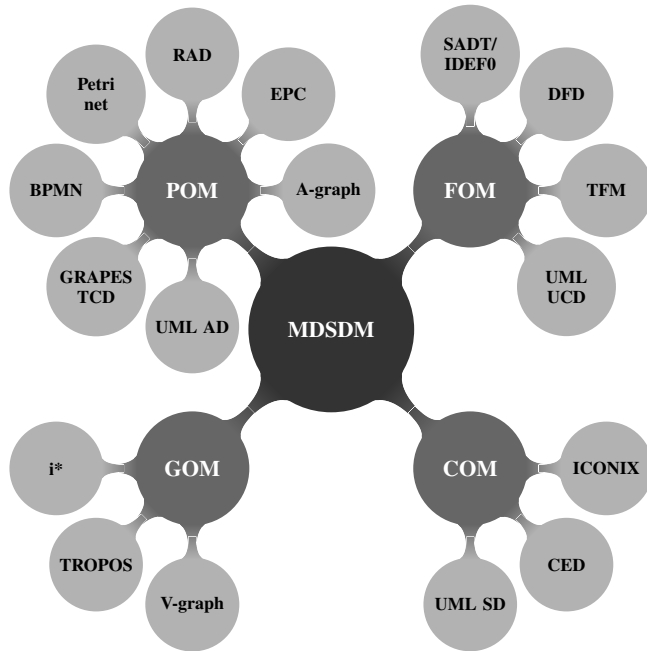 RAD
Petri
net
EPC
BPMN
POM
A-graph
GRAPES
TCD
UML AD
SADT/
IDEF0
DFD
FOM
TFM
UML
UCD
MDSDM
i*
GOM
TROPOS
V-graph
COM
ICONIX
UML SD
CED